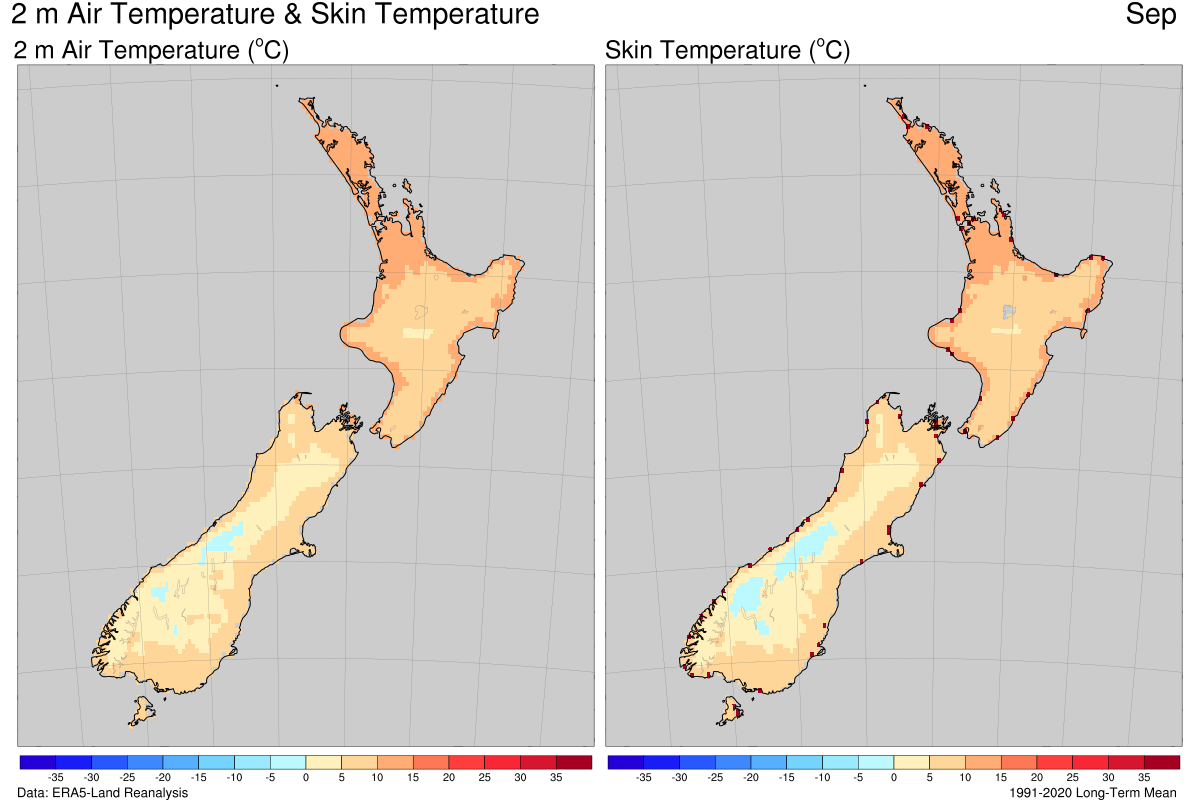 2 m Air Temperature & Skin Temperature Sep
2 m Air Temperature (°C) Skin Temperature (°C)
-35 -30 -25 -20 -15 -10 -5 0 5 10 15 20 25 30 35 -35 -30 -25 -20 -15 -10 -5 0 5 10 15 20 25 30 35
Data: ERA5-Land Reanalysis 1991-2020 Long-Term Mean